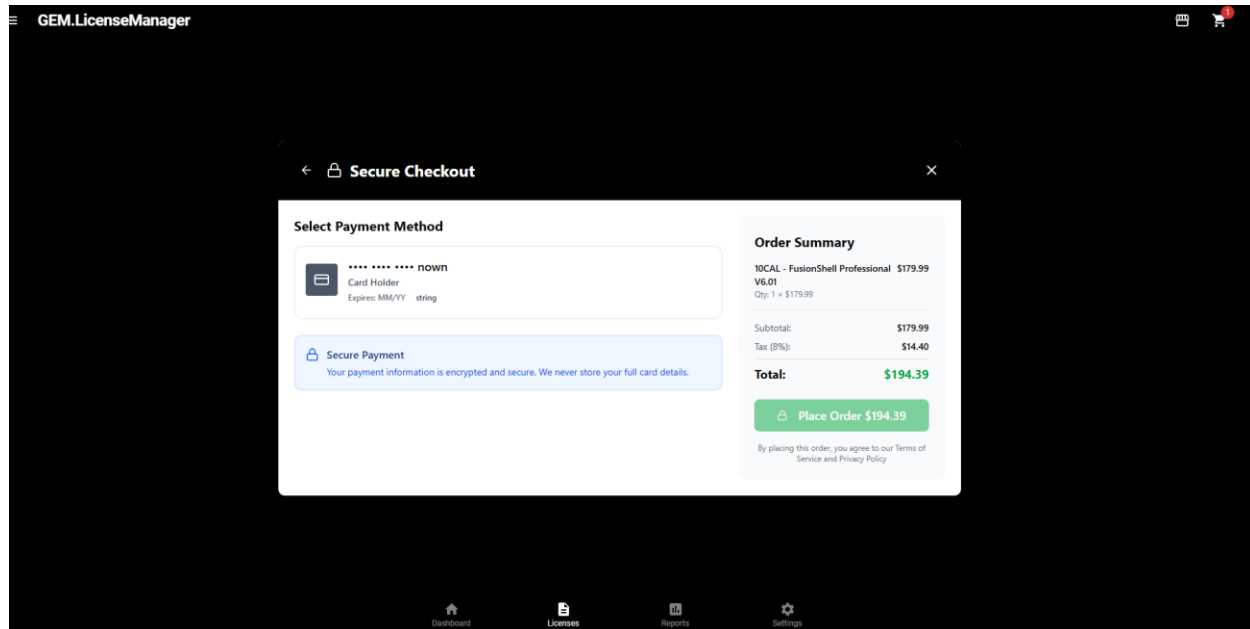 GEM.LicenseManager
1
Secure Checkout
Select Payment Method
•••• •••• •••• nown
Card Holder
Expires: MM/YY string
Secure Payment
Your payment information is encrypted and secure. We never store your full card details.
Order Summary
10CAL - FusionShell Professional $179.99
V6.01
Qty: 1 × $179.99
Subtotal: $179.99
Tax (8%): $14.40
Total: $194.39
Place Order $194.39
By placing this order, you agree to our Terms of
Service and Privacy Policy
Dashboard
Licenses
Reports
Settings